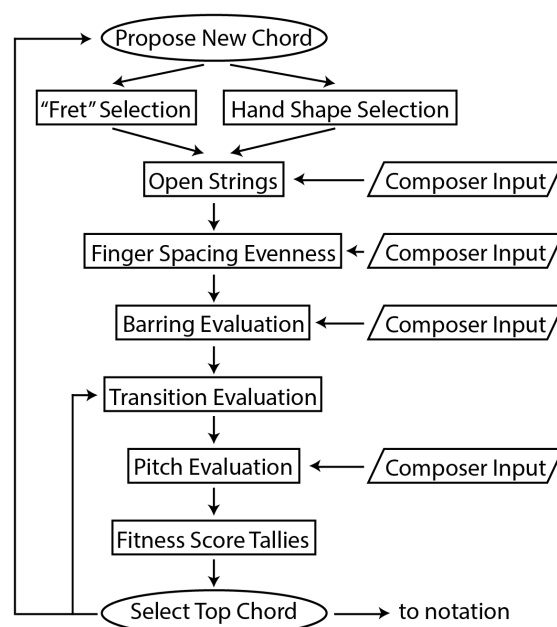 Propose New Chord
“Fret” Selection
Hand Shape Selection
Open Strings
Composer Input
Finger Spacing Evenness
Composer Input
Barring Evaluation
Composer Input
Transition Evaluation
Pitch Evaluation
Composer Input
Fitness Score Tallies
Select Top Chord
to notation